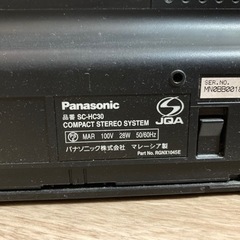 SER.NO.
MN0BB001
Panasonic
品番 SC-HC30
COMPACT STEREO SYSTEM
JQA
MAR 100V 28W 50/60Hz
パナソニック株式会社 マレーシア製
Part No. RGNX1045E